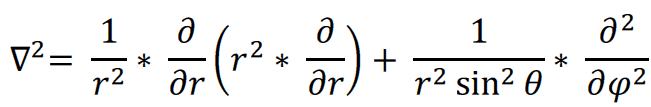 ∇²= 1/r² * ∂/∂r (r² * ∂/∂r) + 1/(r² sin² θ) * ∂²/∂φ²